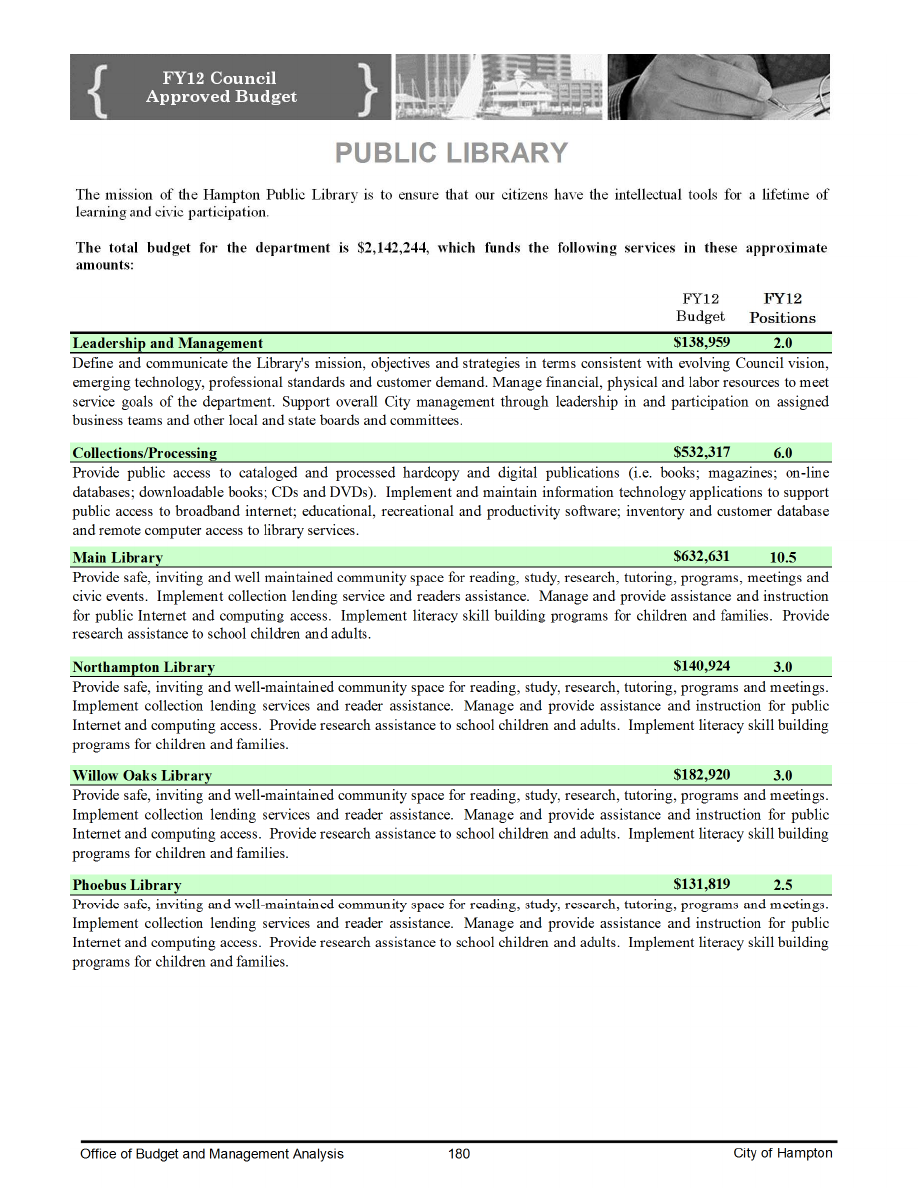 FY12 Council
Approved Budget
PUBLIC LIBRARY
The mission of the Hampton Public Library is to ensure that our citizens have the intellectual tools for a lifetime of
learning and civic participation.
The total budget for the department is $2,142,244, which funds the following services in these approximate
amounts:
FY12 FY12
Budget Positions
Leadership and Management $138,959 2.0
Define and communicate the Library's mission, objectives and strategies in terms consistent with evolving Council vision,
emerging technology, professional standards and customer demand. Manage financial, physical and labor resources to meet
service goals of the department. Support overall City management through leadership in and participation on assigned
business teams and other local and state boards and committees.
Collections/Processing $532,317 6.0
Provide public access to cataloged and processed hardcopy and digital publications (i.e. books; magazines; on-line
databases; downloadable books; CDs and DVDs). Implement and maintain information technology applications to support
public access to broadband internet; educational, recreational and productivity software; inventory and customer database
and remote computer access to library services.
Main Library $632,631 10.5
Provide safe, inviting and well maintained community space for reading, study, research, tutoring, programs, meetings and
civic events. Implement collection lending service and readers assistance. Manage and provide assistance and instruction
for public Internet and computing access. Implement literacy skill building programs for children and families. Provide
research assistance to school children and adults.
Northampton Library $140,924 3.0
Provide safe, inviting and well-maintained community space for reading, study, research, tutoring, programs and meetings.
Implement collection lending services and reader assistance. Manage and provide assistance and instruction for public
Internet and computing access. Provide research assistance to school children and adults. Implement literacy skill building
programs for children and families.
Willow Oaks Library $182,920 3.0
Provide safe, inviting and well-maintained community space for reading, study, research, tutoring, programs and meetings.
Implement collection lending services and reader assistance. Manage and provide assistance and instruction for public
Internet and computing access. Provide research assistance to school children and adults. Implement literacy skill building
programs for children and families.
Phoebus Library $131,819 2.5
Provide safe, inviting and well-maintained community space for reading, study, research, tutoring, programs and meetings.
Implement collection lending services and reader assistance. Manage and provide assistance and instruction for public
Internet and computing access. Provide research assistance to school children and adults. Implement literacy skill building
programs for children and families.
Office of Budget and Management Analysis 180 City of Hampton